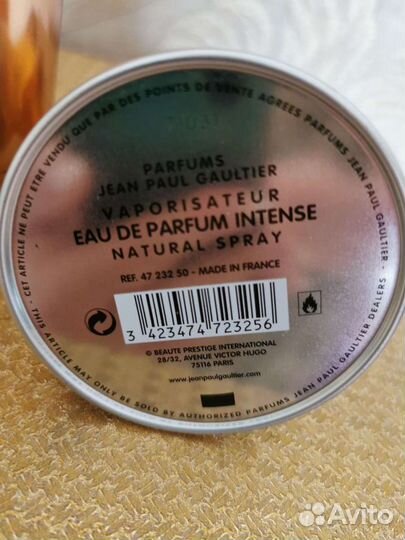 CET ARTICLE NE PEUT ETRE VENDU QUE PAR DES POINTS DE VENTE AGREES PARFUMS JEAN PAUL GAULTIER -
PARFUMS
JEAN PAUL GAULTIER
VAPORISATEUR
EAU DE PARFUM INTENSE
NATURAL SPRAY
REF. 47 232 50 - MADE IN FRANCE
3 423474 723256
© BEAUTE PRESTIGE INTERNATIONAL
28/32, AVENUE VICTOR HUGO
75116 PARIS
www.jeanpaulgaultier.com
- THIS ARTICLE MAY ONLY BE SOLD BY AUTHORIZED PARFUMS JEAN PAUL GAULTIER DEALERS -
Avito